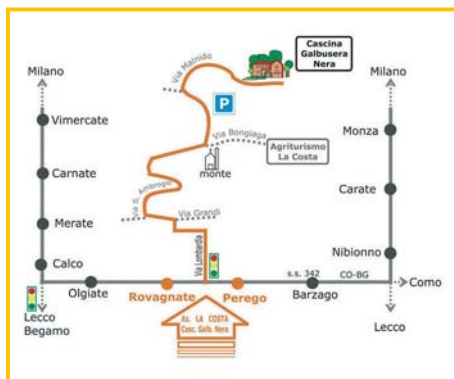 Cascina
Galbusera
Nera
Via Malnido
Milano
Milano
P
Vimercate
Via Bongiaga
Monza
Agriturismo
La Costa
monte
Carnate
Carate
Via S. Ambrogio
Via Grandi
Merate
Via Lombardia
Nibionno
Calco
s.s. 342
CO-BG
Como
Olgiate
Rovagnate
Perego
Barzago
Lecco
Begamo
Az. LA COSTA
Casc. Galb. Nera
Lecco